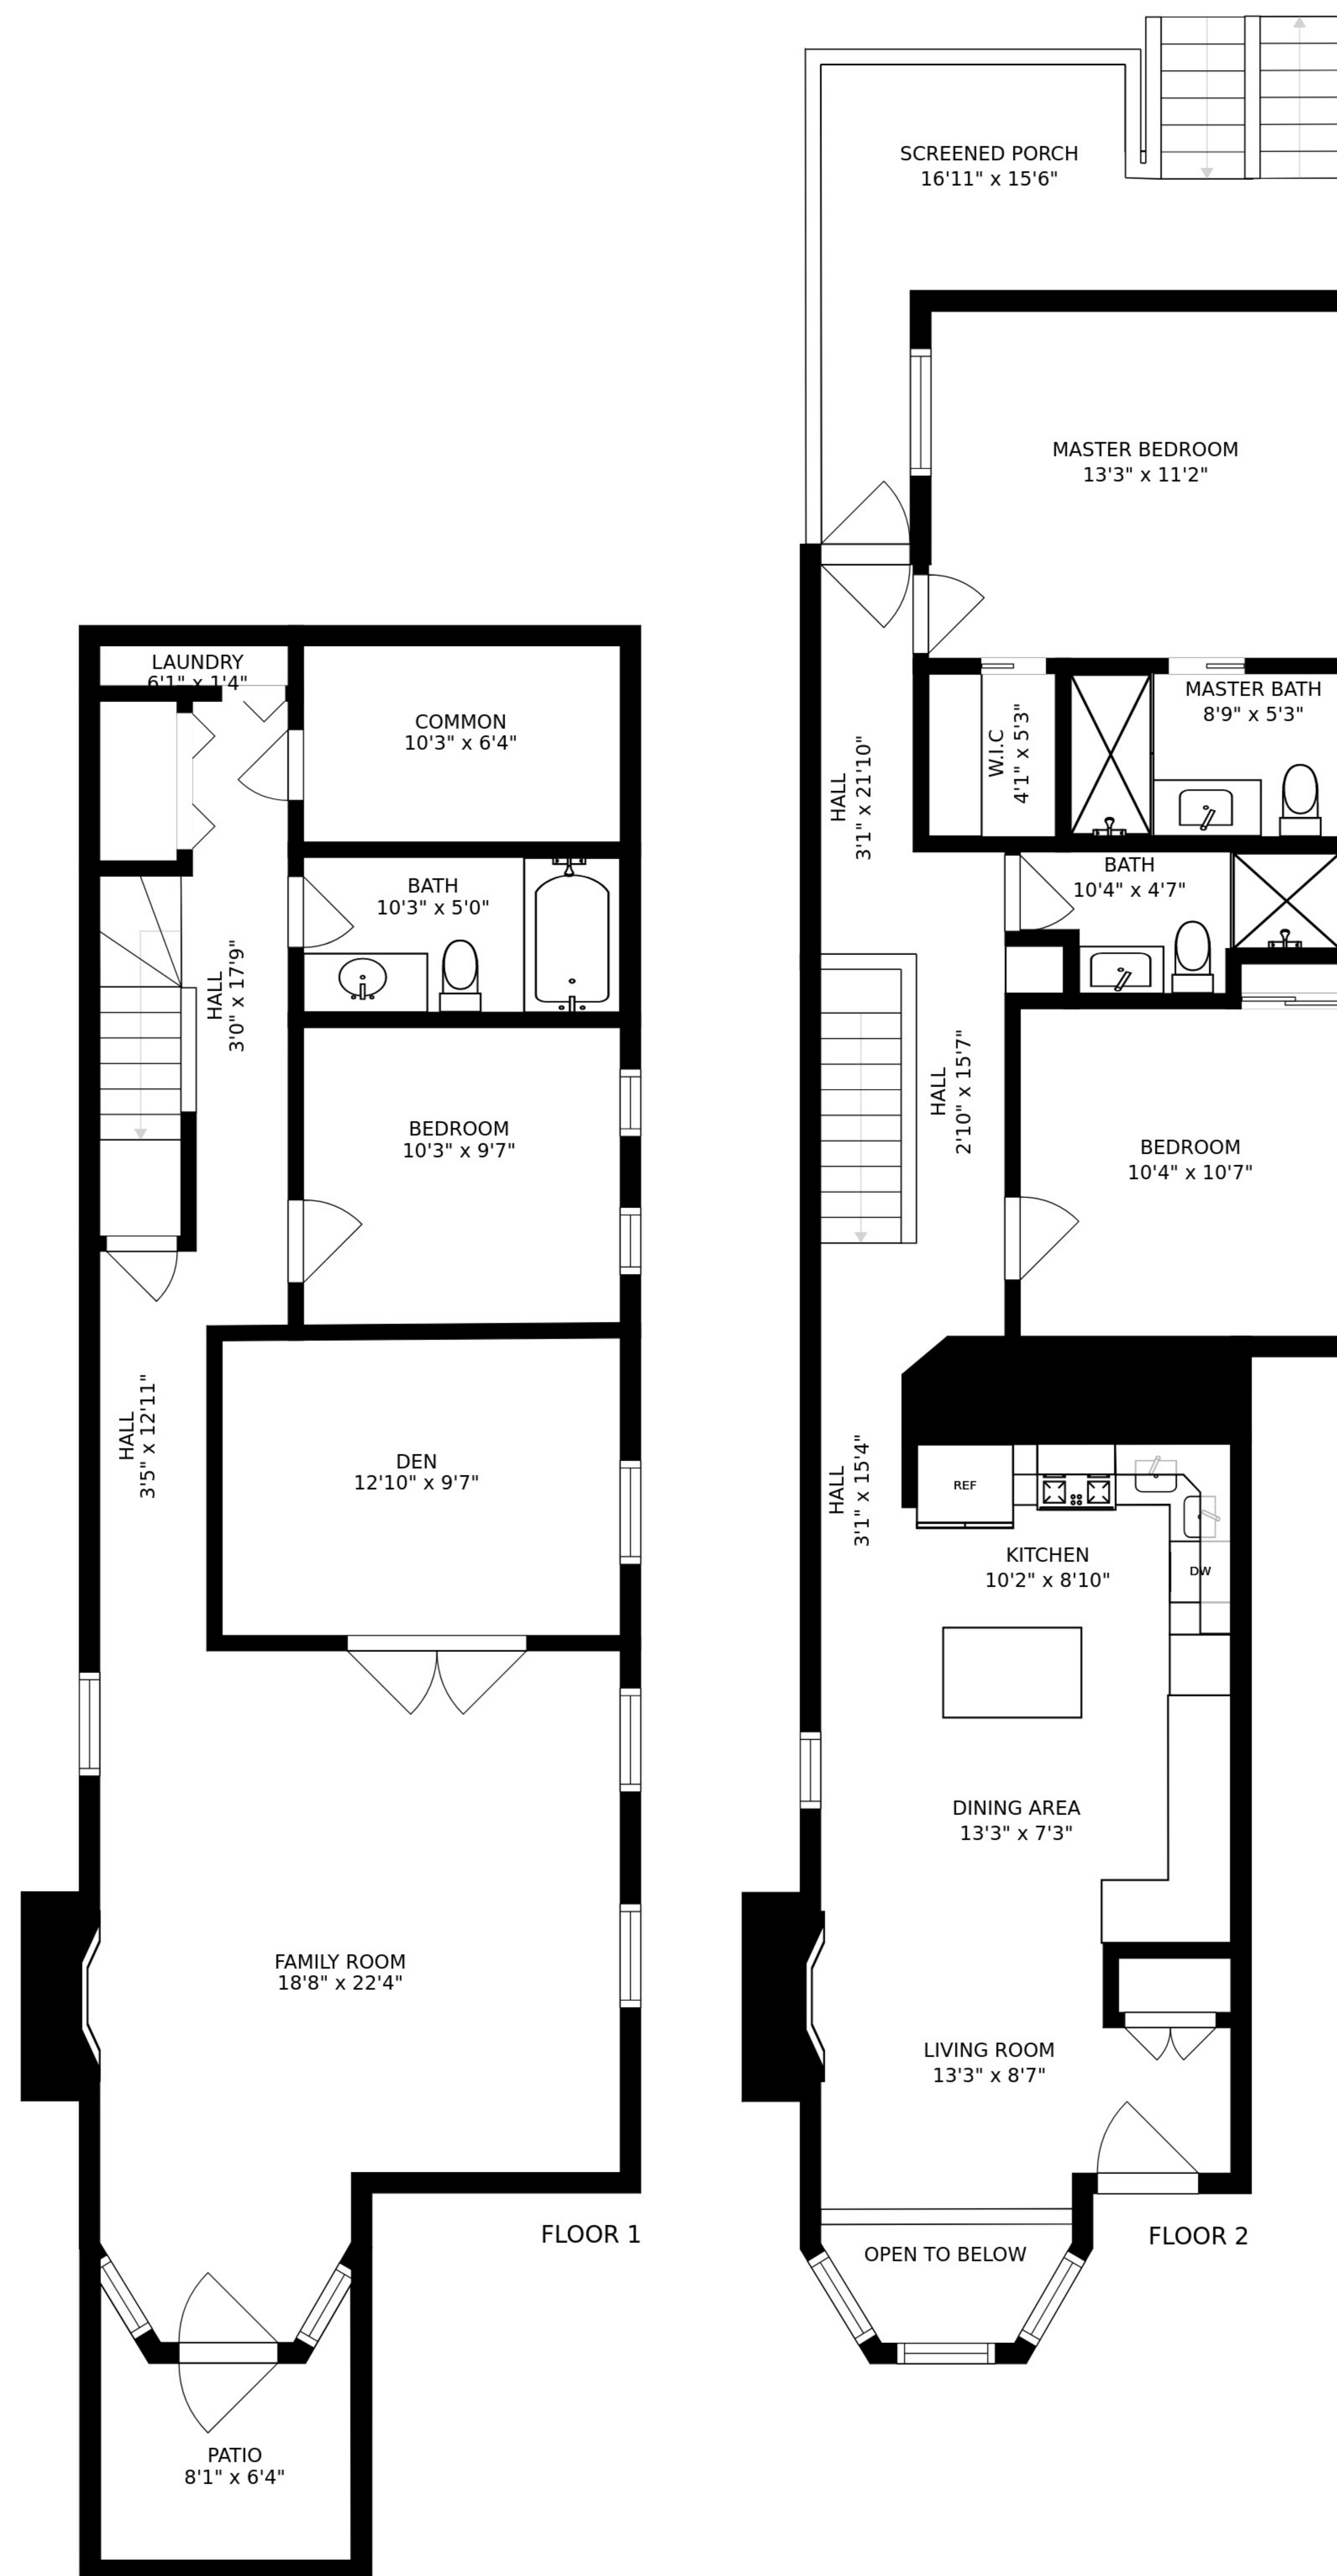 SCREENED PORCH
16'11" x 15'6"
MASTER BEDROOM
13'3" x 11'2"
LAUNDRY
6'1" x 1'4"
COMMON
10'3" x 6'4"
BATH
10'3" x 5'0"
HALL
3'0" x 17'9"
BEDROOM
10'3" x 9'7"
HALL
3'5" x 12'11"
DEN
12'10" x 9'7"
FAMILY ROOM
18'8" x 22'4"
FLOOR 1
PATIO
8'1" x 6'4"
HALL
3'1" x 21'10"
W.I.C
4'1" x 5'3"
MASTER BATH
8'9" x 5'3"
BATH
10'4" x 4'7"
HALL
2'10" x 15'7"
BEDROOM
10'4" x 10'7"
HALL
3'1" x 15'4"
REF
KITCHEN
10'2" x 8'10"
DW
DINING AREA
13'3" x 7'3"
LIVING ROOM
13'3" x 8'7"
OPEN TO BELOW
FLOOR 2